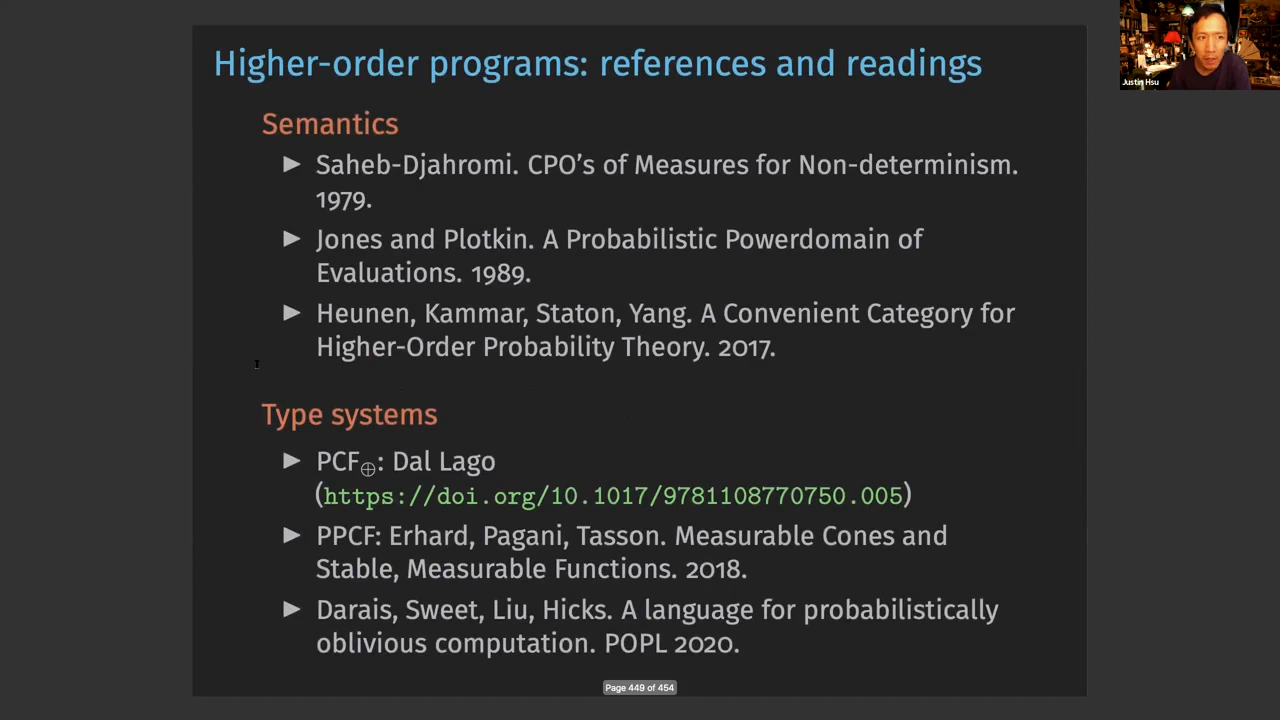 Higher-order programs: references and readings
Justin Hsu
Semantics
▶ Saheb-Djahromi. CPO’s of Measures for Non-determinism.
1979.
▶ Jones and Plotkin. A Probabilistic Powerdomain of
Evaluations. 1989.
▶ Heunen, Kammar, Staton, Yang. A Convenient Category for
Higher-Order Probability Theory. 2017.
Type systems
▶ PCF⊕: Dal Lago
(https://doi.org/10.1017/9781108770750.005)
▶ PPCF: Erhard, Pagani, Tasson. Measurable Cones and
Stable, Measurable Functions. 2018.
▶ Darais, Sweet, Liu, Hicks. A language for probabilistically
oblivious computation. POPL 2020.
Page 449 of 454